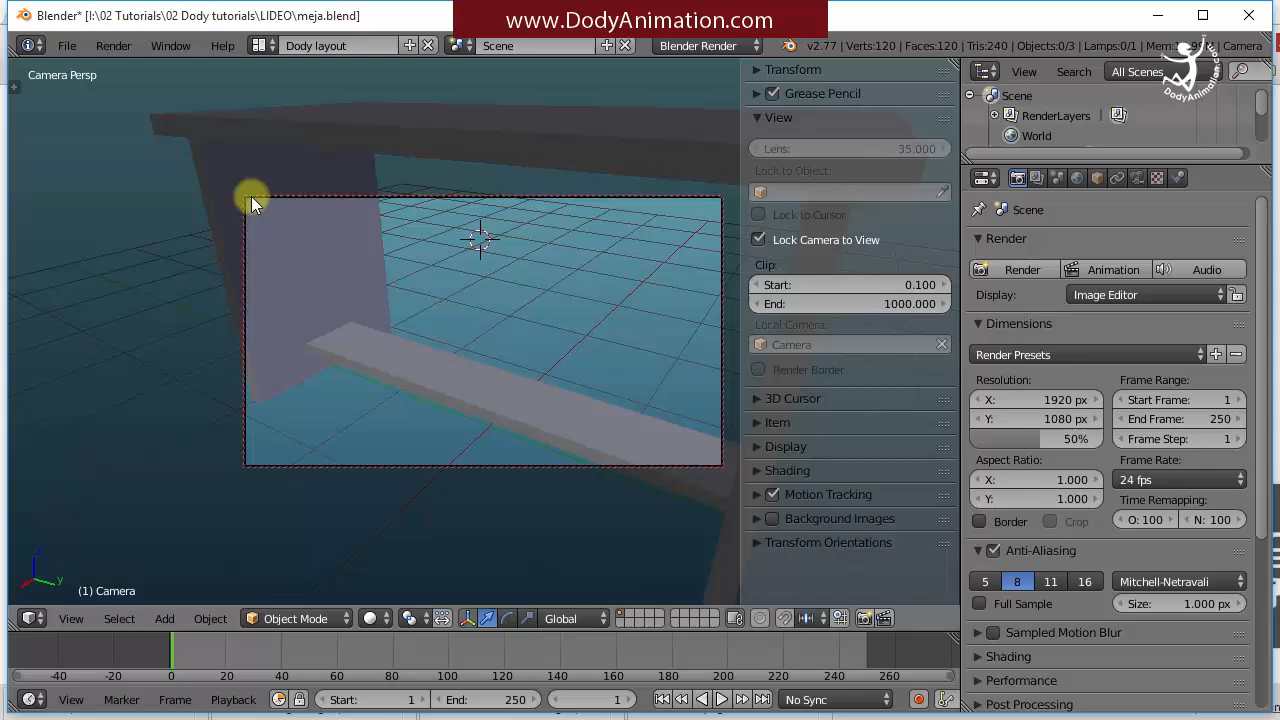 Blender* [I:\02 Tutorials\02 Dody tutorials\LIDEO\meja.blend]
www.DodyAnimation.com
File Render Window Help Dody layout Scene Blender Render v2.77 | Verts:120 | Faces:120 | Tris:240 | Objects:0/3 | Lamps:0/1 | Camera
DodyAnimation.com
Camera Persp
Transform
Grease Pencil
View
Lens: 35.000
Lock to Object:
Lock to Cursor
Lock Camera to View
Clip:
Start: 0.100
End: 1000.000
Local Camera:
Camera
Render Border
3D Cursor
Item
Display
Shading
Motion Tracking
Background Images
Transform Orientations
View Search All Scenes
Scene
RenderLayers
World
Scene
Render
Render Animation Audio
Display: Image Editor
Dimensions
Render Presets
Resolution: Frame Range:
X: 1920 px Start Frame: 1
Y: 1080 px End Frame: 250
50% Frame Step: 1
Aspect Ratio: Frame Rate:
X: 1.000 24 fps
Y: 1.000 Time Remapping:
Border Crop O: 100 N: 100
Anti-Aliasing
5 8 11 16 Mitchell-Netravali
Full Sample Size: 1.000 px
Sampled Motion Blur
Shading
Performance
Post Processing
z
x y
(1) Camera
View Select Add Object Object Mode Global
-40 -20 0 20 40 60 80 100 120 140 160 180 200 220 240 260
View Marker Frame Playback Start: 1 End: 250 1 No Sync